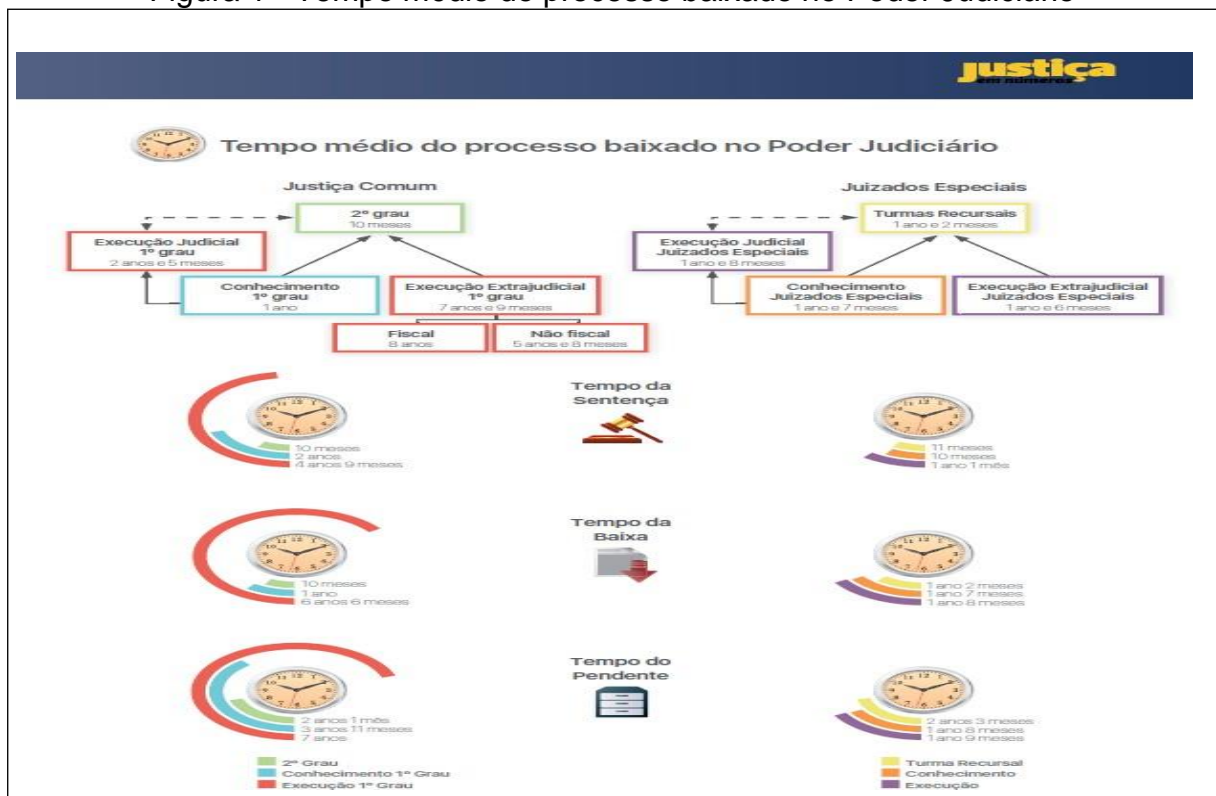 Figura 1 - Tempo médio do processo baixado no Poder Judiciário
justiça
em números
Tempo médio do processo baixado no Poder Judiciário
Justiça Comum
2º grau
10 meses
Execução Judicial
1º grau
2 anos e 5 meses
Conhecimento
1º grau
1 ano
Execução Extrajudicial
1º grau
7 anos e 9 meses
Fiscal
8 anos
Não fiscal
5 anos e 8 meses
Juizados Especiais
Turmas Recursais
1 ano e 2 meses
Execução Judicial
Juizados Especiais
1 ano e 8 meses
Conhecimento
Juizados Especiais
1 ano e 7 meses
Execução Extrajudicial
Juizados Especiais
1 ano e 6 meses
10 meses
2 anos
4 anos 9 meses
Tempo da
Sentença
11 meses
10 meses
1 ano 1 mês
10 meses
1 ano
6 anos 6 meses
Tempo da
Baixa
1 ano 2 meses
1 ano 7 meses
1 ano 8 meses
2 anos 1 mês
3 anos 11 meses
7 anos
Tempo do
Pendente
2 anos 3 meses
1 ano 8 meses
1 ano 9 meses
2º Grau
Conhecimento 1º Grau
Execução 1º Grau
Turma Recursal
Conhecimento
Execução